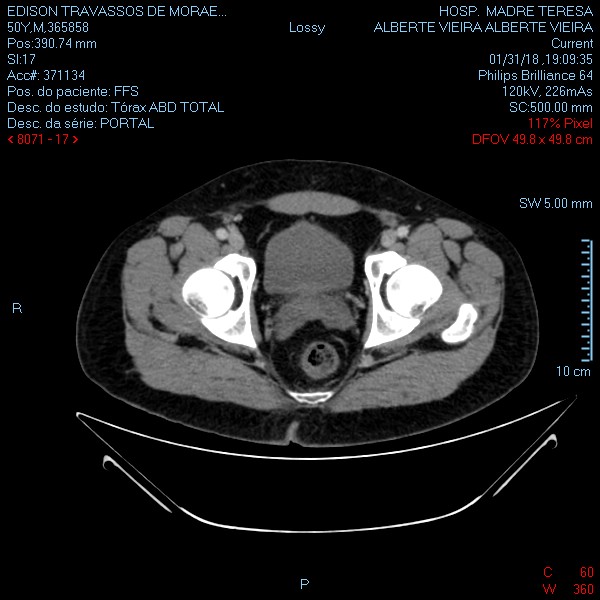 EDISON TRAVASSOS DE MORAE...
50Y,M,365858
Pos:390.74 mm
SI:17
Acc#: 371134
Pos. do paciente: FFS
Desc. do estudo: Tórax ABD TOTAL
Desc. da série: PORTAL
< 8071 - 17 >
Lossy
HOSP. MADRE TERESA
ALBERTE VIEIRA ALBERTE VIEIRA
Current
01/31/18 ,19:09:35
Philips Brilliance 64
120kV, 226mAs
SC:500.00 mm
117% Pixel
DFOV 49.8 x 49.8 cm
SW 5.00 mm
R
10 cm
P
C 60
W 360